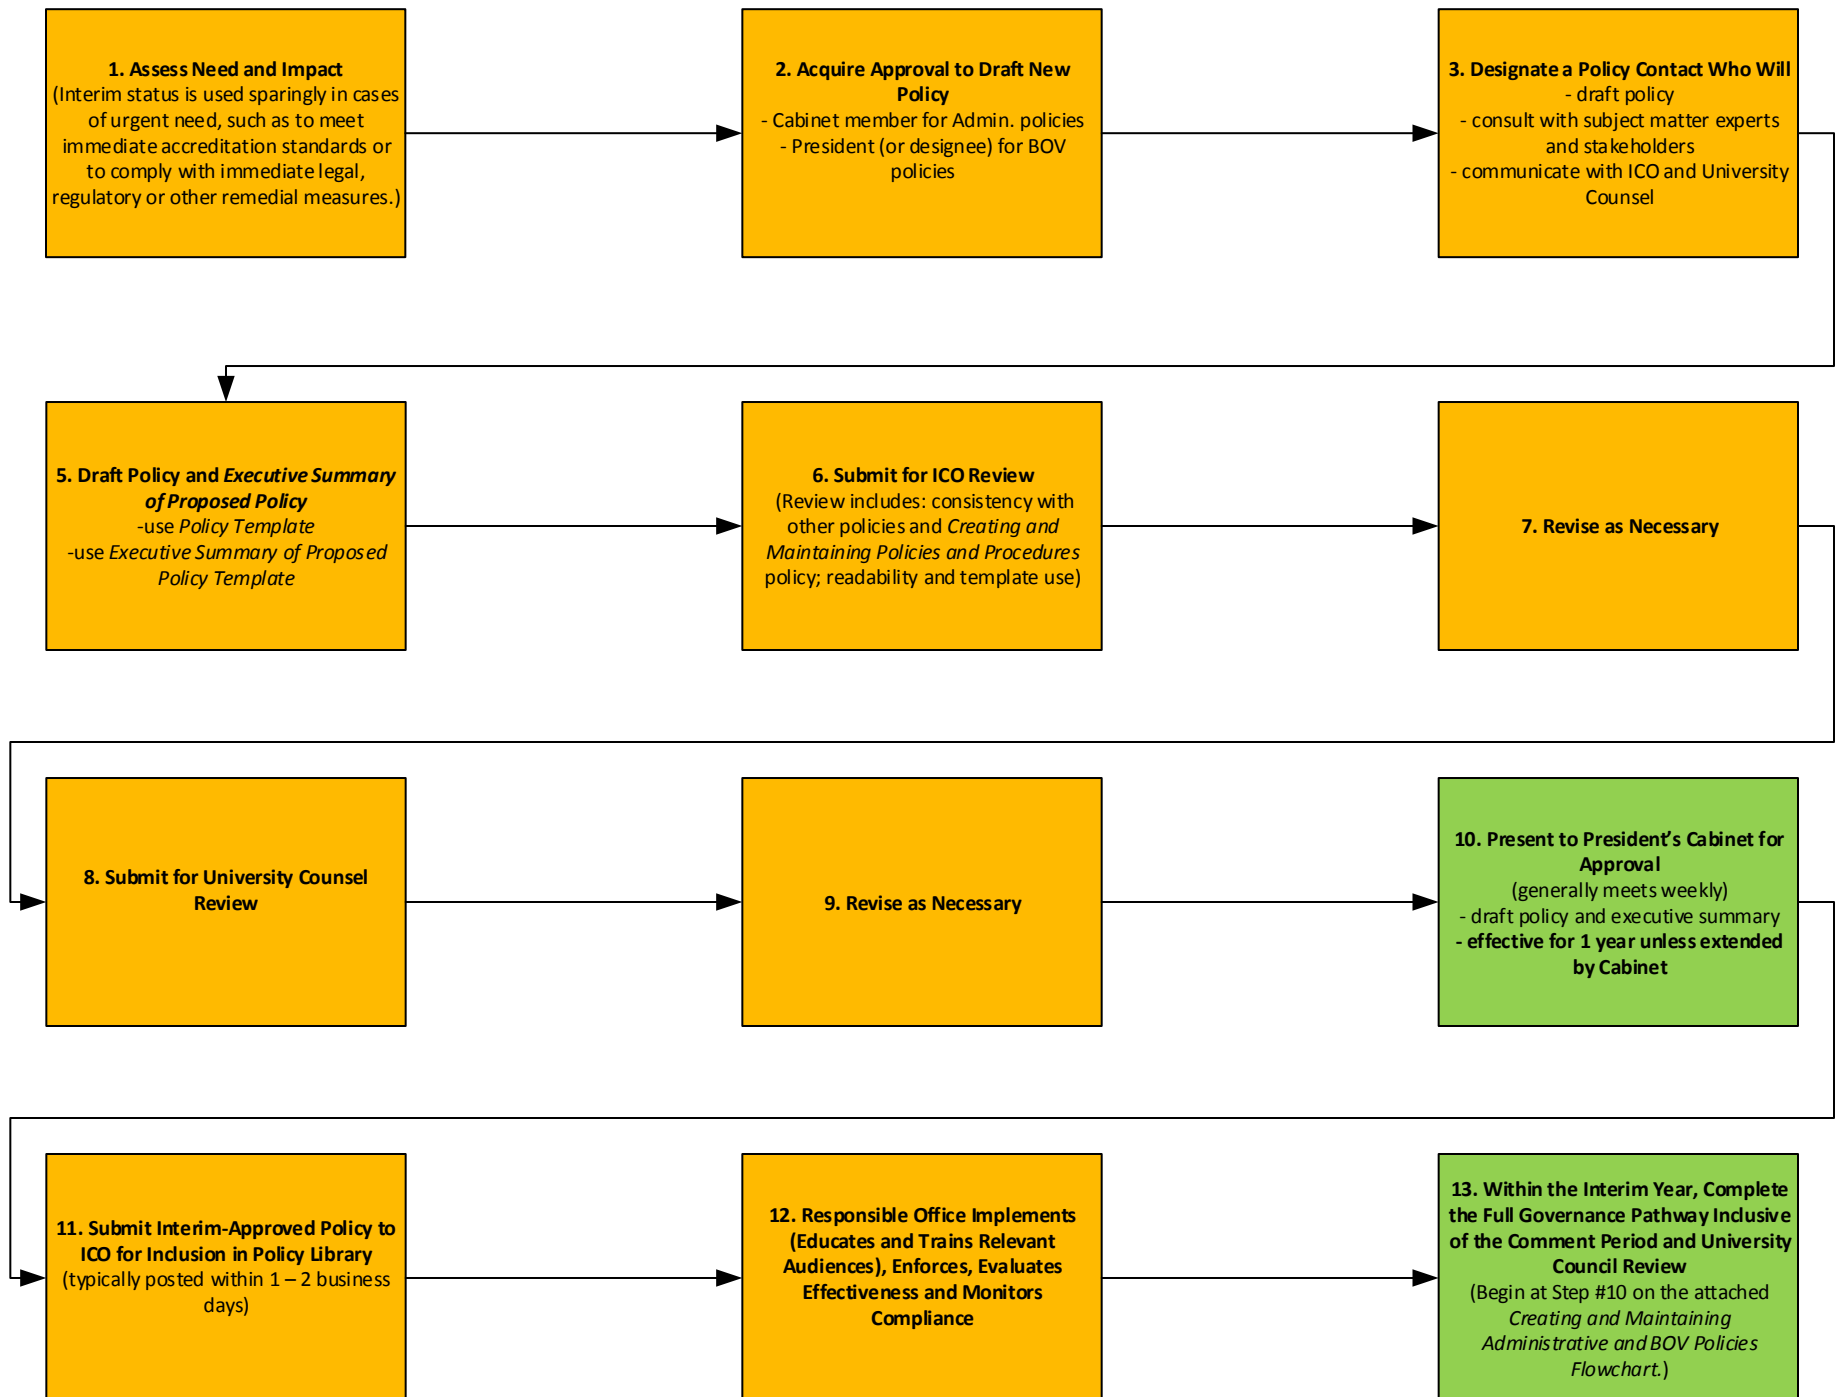 1. Assess Need and Impact
(Interim status is used sparingly in cases
of urgent need, such as to meet
immediate accreditation standards or
to comply with immediate legal,
regulatory or other remedial measures.)
2. Acquire Approval to Draft New
Policy
- Cabinet member for Admin. policies
- President (or designee) for BOV
policies
3. Designate a Policy Contact Who Will
- draft policy
- consult with subject matter experts
and stakeholders
- communicate with ICO and University
Counsel
5. Draft Policy and Executive Summary
of Proposed Policy
-use Policy Template
-use Executive Summary of Proposed
Policy Template
6. Submit for ICO Review
(Review includes: consistency with
other policies and Creating and
Maintaining Policies and Procedures
policy; readability and template use)
7. Revise as Necessary
8. Submit for University Counsel
Review
9. Revise as Necessary
10. Present to President’s Cabinet for
Approval
(generally meets weekly)
- draft policy and executive summary
- effective for 1 year unless extended
by Cabinet
11. Submit Interim-Approved Policy to
ICO for Inclusion in Policy Library
(typically posted within 1 – 2 business
days)
12. Responsible Office Implements
(Educates and Trains Relevant
Audiences), Enforces, Evaluates
Effectiveness and Monitors
Compliance
13. Within the Interim Year, Complete
the Full Governance Pathway Inclusive
of the Comment Period and University
Council Review
(Begin at Step #10 on the attached
Creating and Maintaining
Administrative and BOV Policies
Flowchart.)